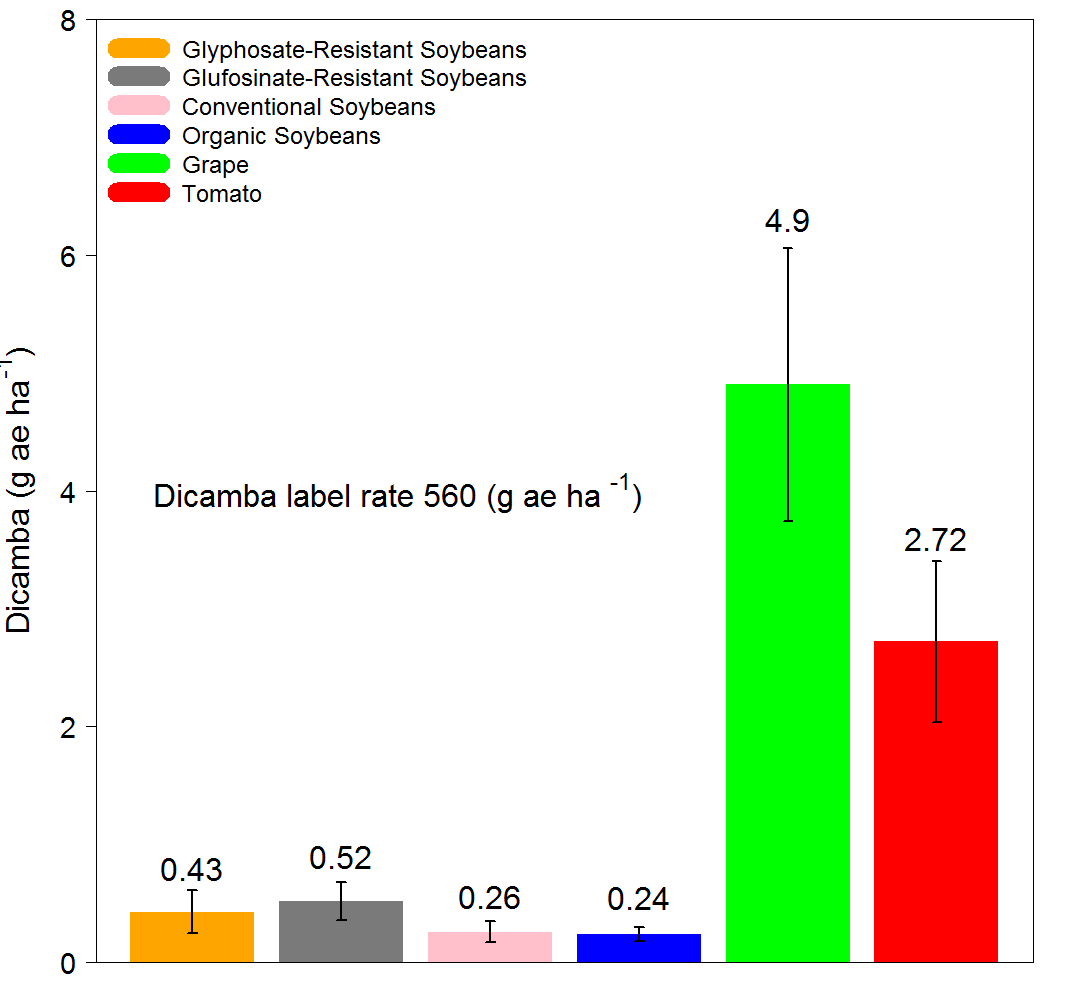 8
6
4
2
0
Dicamba (g ae ha⁻¹)
Glyphosate-Resistant Soybeans
Glufosinate-Resistant Soybeans
Conventional Soybeans
Organic Soybeans
Grape
Tomato
Dicamba label rate 560 (g ae ha ⁻¹)
0.43
0.52
0.26
0.24
4.9
2.72